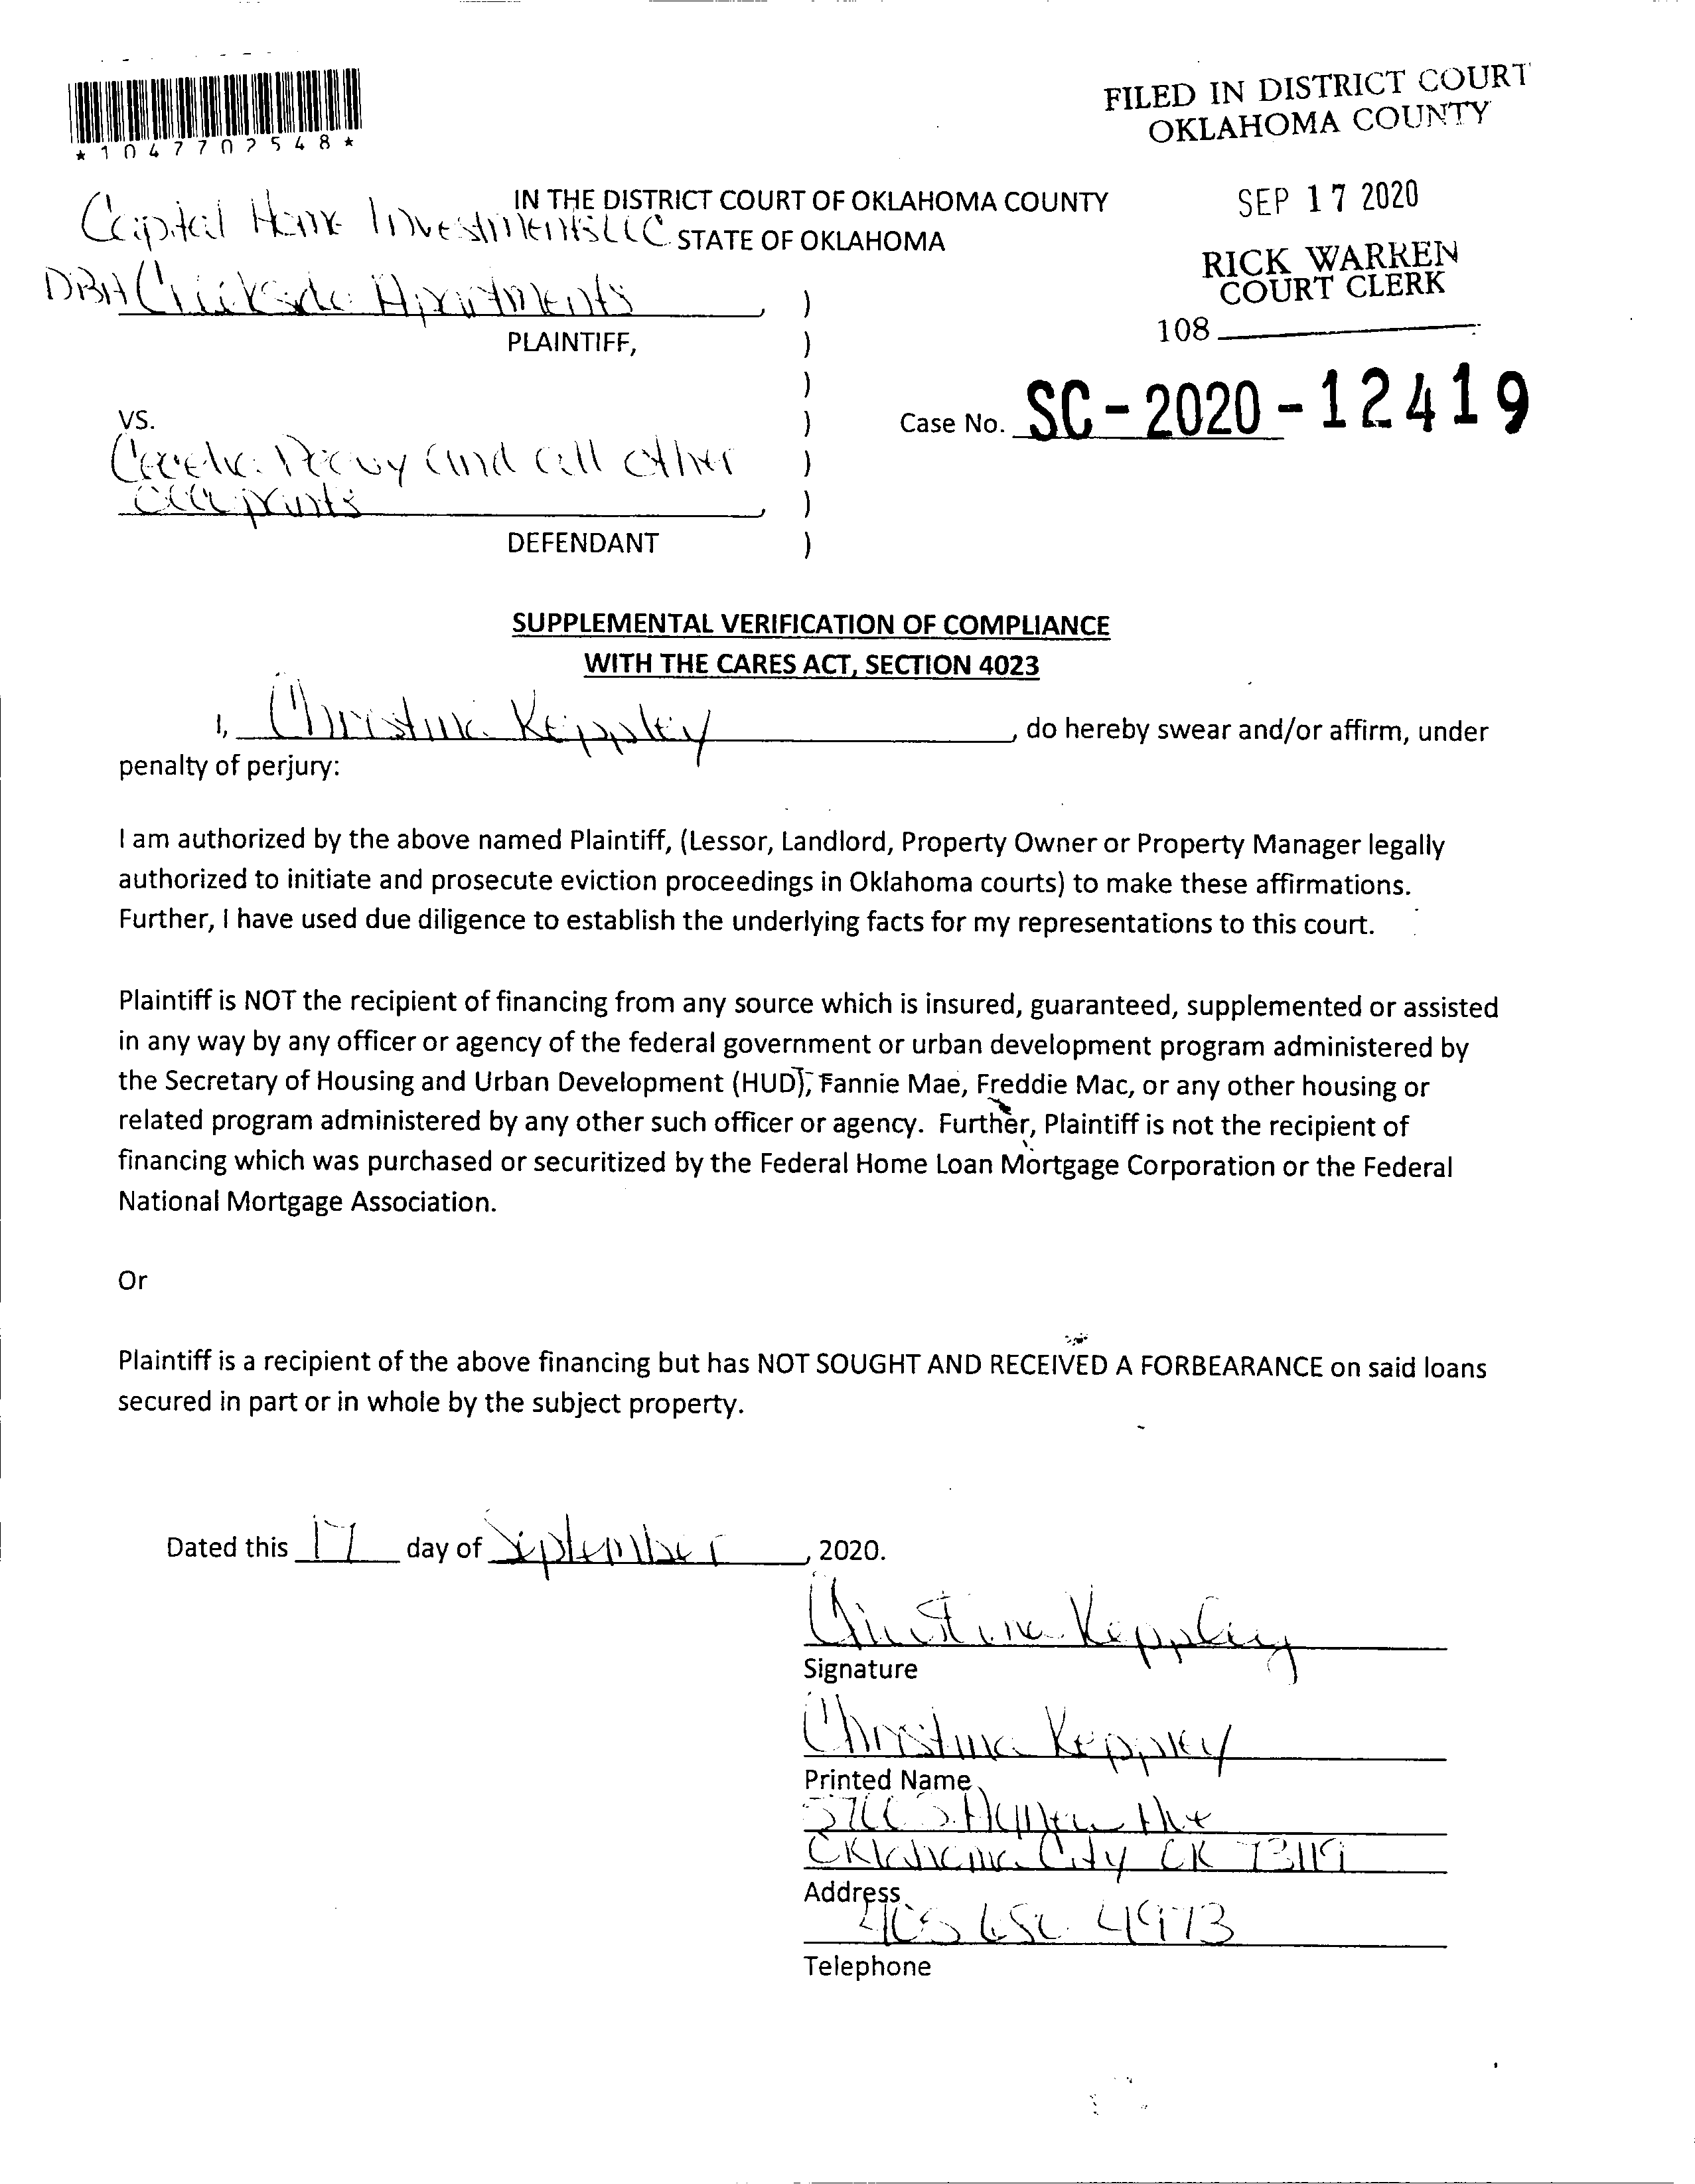 *1047702548*
FILED IN DISTRICT COURT
OKLAHOMA COUNTY
SEP 17 2020
RICK WARREN
COURT CLERK
108
IN THE DISTRICT COURT OF OKLAHOMA COUNTY
STATE OF OKLAHOMA
Capital Home Investments LLC
DBA Creekside Apartments
PLAINTIFF,
VS.
Case No. SC-2020-12419
and all other
occupants
DEFENDANT
SUPPLEMENTAL VERIFICATION OF COMPLIANCE
WITH THE CARES ACT, SECTION 4023
I, Christina Keppley, do hereby swear and/or affirm, under
penalty of perjury:
I am authorized by the above named Plaintiff, (Lessor, Landlord, Property Owner or Property Manager legally
authorized to initiate and prosecute eviction proceedings in Oklahoma courts) to make these affirmations.
Further, I have used due diligence to establish the underlying facts for my representations to this court.
Plaintiff is NOT the recipient of financing from any source which is insured, guaranteed, supplemented or assisted
in any way by any officer or agency of the federal government or urban development program administered by
the Secretary of Housing and Urban Development (HUD), Fannie Mae, Freddie Mac, or any other housing or
related program administered by any other such officer or agency. Further, Plaintiff is not the recipient of
financing which was purchased or securitized by the Federal Home Loan Mortgage Corporation or the Federal
National Mortgage Association.
Or
Plaintiff is a recipient of the above financing but has NOT SOUGHT AND RECEIVED A FORBEARANCE on said loans
secured in part or in whole by the subject property.
Dated this 17 day of September, 2020.
Christina Keppley
Signature
Christina Keppley
Printed Name
S. Ave
Oklahoma City OK 73119
Address
405 650 4973
Telephone